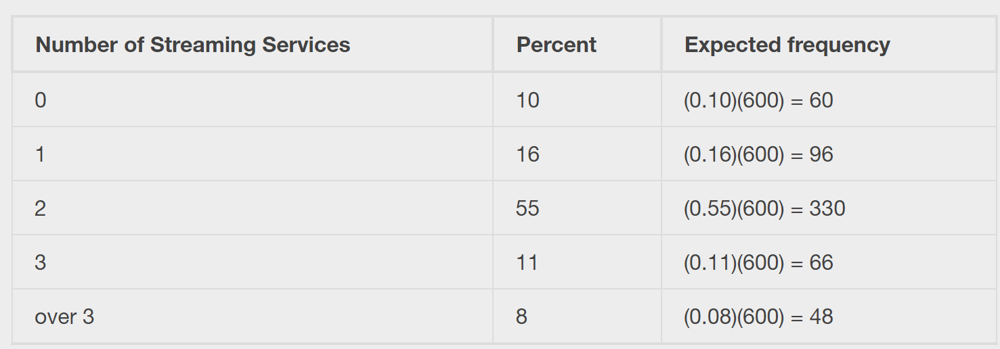 Number of Streaming Services Percent Expected frequency
0 10 (0.10)(600) = 60
1 16 (0.16)(600) = 96
2 55 (0.55)(600) = 330
3 11 (0.11)(600) = 66
over 3 8 (0.08)(600) = 48